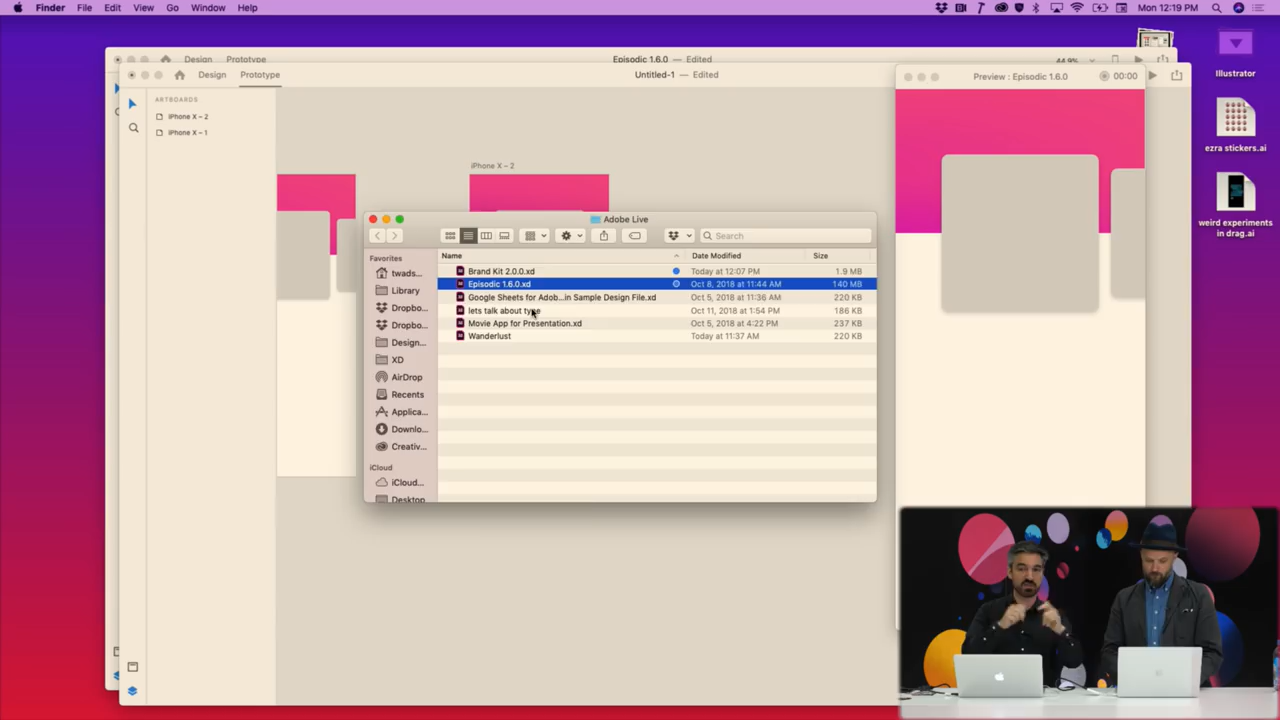 Finder File Edit View Go Window Help Mon 12:19 PM
Design Prototype Episodic 1.6.0 — Edited 44.9%
Design Prototype Untitled-1 — Edited
Preview : Episodic 1.6.0 00:00
Illustrator
ezra stickers.ai
weird experiments
in drag.ai
ARTBOARDS
iPhone X – 2
iPhone X – 1
iPhone X – 2
Adobe Live
Search
Favorites
twads...
Library
Dropbo...
Dropbo...
Design...
XD
AirDrop
Recents
Applica...
Downlo...
Creativ...
iCloud
iCloud...
Desktop
Name Date Modified Size
Brand Kit 2.0.0.xd Today at 12:07 PM 1.9 MB
Episodic 1.6.0.xd Oct 8, 2018 at 11:44 AM 140 MB
Google Sheets for Adob...in Sample Design File.xd Oct 5, 2018 at 11:36 AM 220 KB
lets talk about type Oct 11, 2018 at 1:54 PM 186 KB
Movie App for Presentation.xd Oct 5, 2018 at 4:22 PM 237 KB
Wanderlust Today at 11:37 AM 220 KB